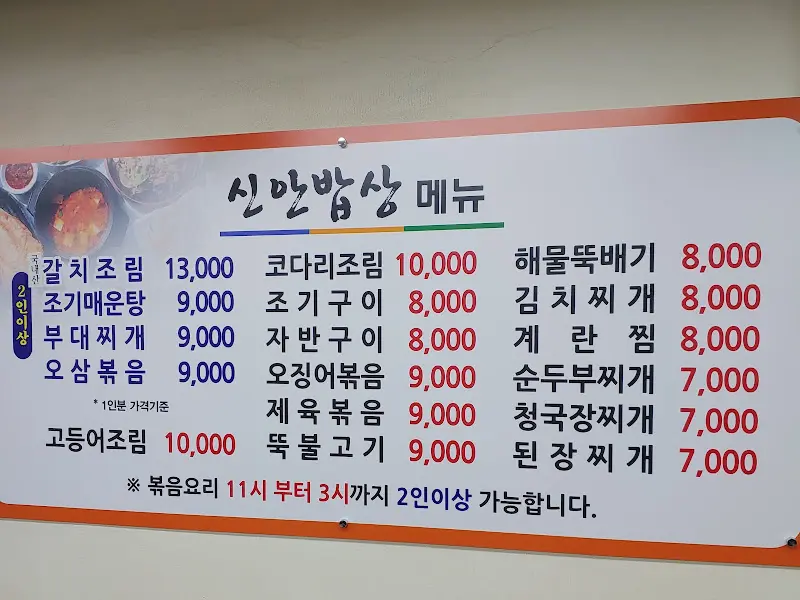 신안밥상 메뉴
국내산
2인이상
갈치조림 13,000
조기매운탕 9,000
부대찌개 9,000
오삼볶음 9,000
* 1인분 가격기준
고등어조림 10,000
코다리조림 10,000
조기구이 8,000
자반구이 8,000
오징어볶음 9,000
제육볶음 9,000
뚝불고기 9,000
해물뚝배기 8,000
김치찌개 8,000
계란찜 8,000
순두부찌개 7,000
청국장찌개 7,000
된장찌개 7,000
※ 볶음요리 11시 부터 3시까지 2인이상 가능합니다.